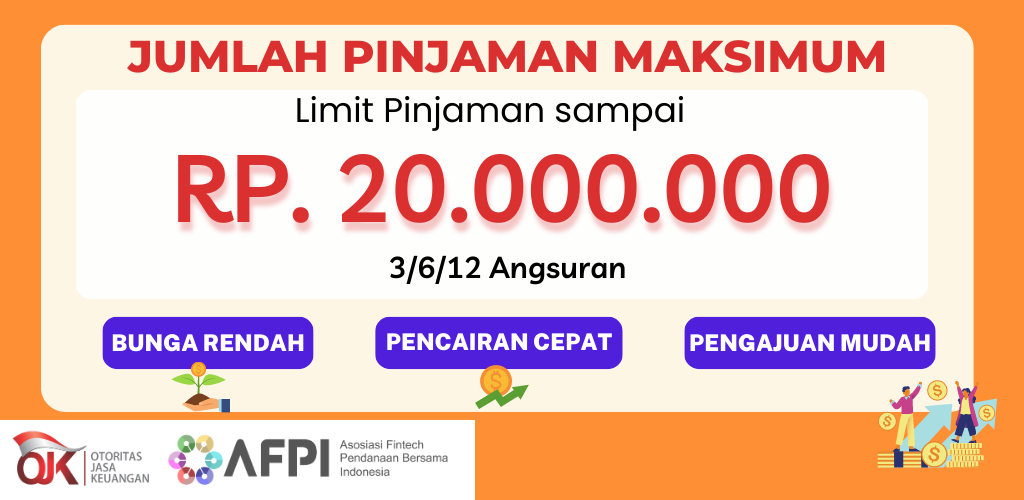 JUMLAH PINJAMAN MAKSIMUM
Limit Pinjaman sampai
RP. 20.000.000
3/6/12 Angsuran
BUNGA RENDAH
PENCAIRAN CEPAT
PENGAJUAN MUDAH
OJK
OTORITAS
JASA
KEUANGAN
AFPI
Asosiasi Fintech
Pendanaan Bersama
Indonesia